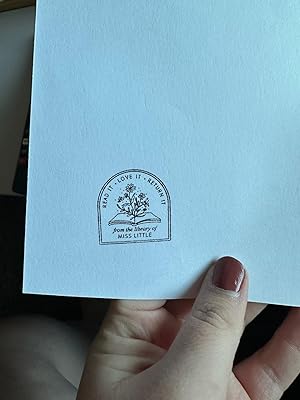 READ IT • LOVE IT • RETURN IT
from the library of
MISS LITTLE